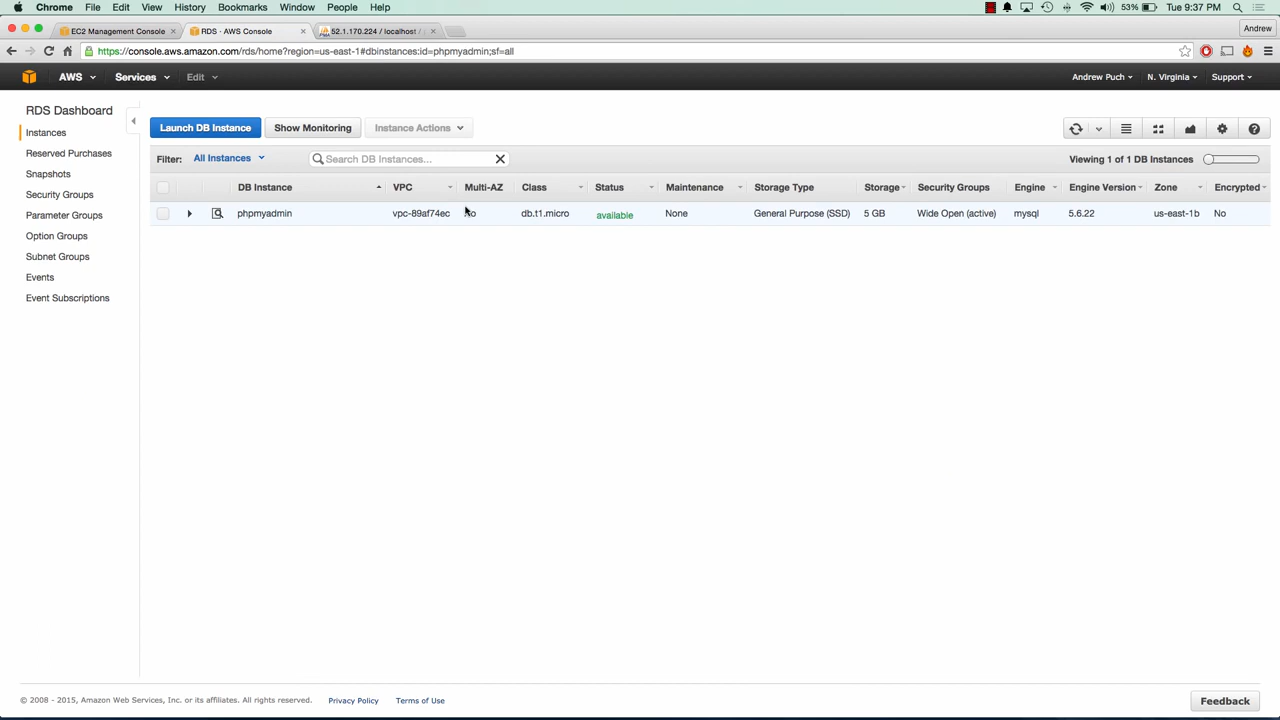 Chrome File Edit View History Bookmarks Window People Help 53% Tue 9:37 PM
EC2 Management Console RDS · AWS Console 52.1.170.224 / localhost / Andrew
https://console.aws.amazon.com/rds/home?region=us-east-1#dbinstances:id=phpmyadmin;sf=all
AWS Services Edit Andrew Puch N. Virginia Support
RDS Dashboard
Instances
Reserved Purchases
Snapshots
Security Groups
Parameter Groups
Option Groups
Subnet Groups
Events
Event Subscriptions
Launch DB Instance Show Monitoring Instance Actions
Filter: All Instances Search DB Instances... Viewing 1 of 1 DB Instances
DB Instance VPC Multi-AZ Class Status Maintenance Storage Type Storage Security Groups Engine Engine Version Zone Encrypted
phpmyadmin vpc-89af74ec No db.t1.micro available None General Purpose (SSD) 5 GB Wide Open (active) mysql 5.6.22 us-east-1b No
© 2008 - 2015, Amazon Web Services, Inc. or its affiliates. All rights reserved. Privacy Policy Terms of Use Feedback